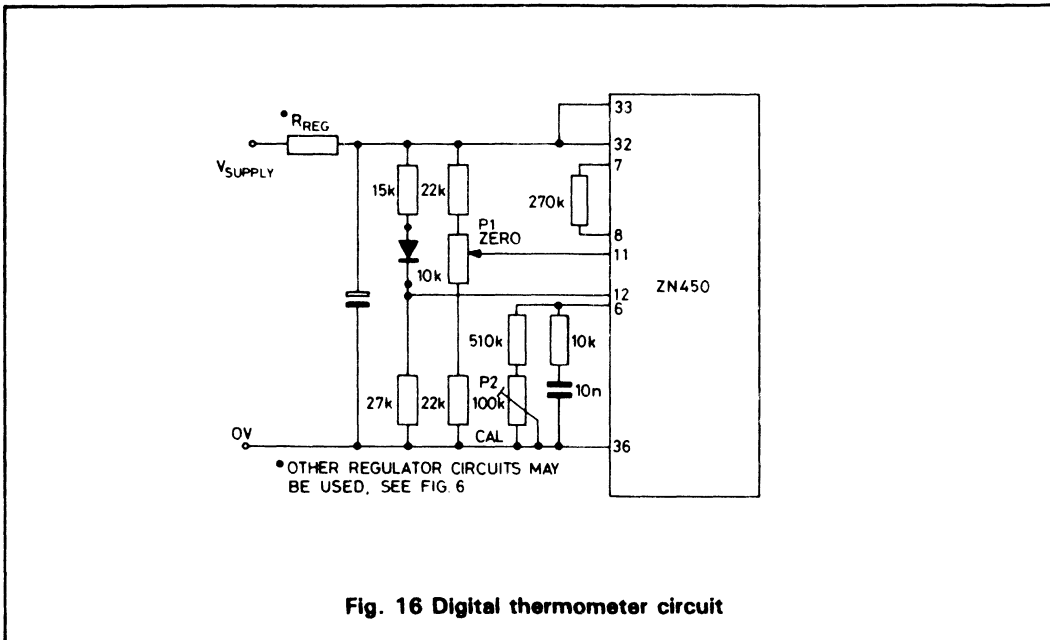 33
•RREG
32
VSUPPLY
7
15k
22k
270k
P1
ZERO
8
11
10k
12
ZN450
6
510k
10k
P2
27k
22k
100k
10n
CAL
0V
36
•OTHER REGULATOR CIRCUITS MAY
BE USED, SEE FIG. 6
Fig. 16 Digital thermometer circuit